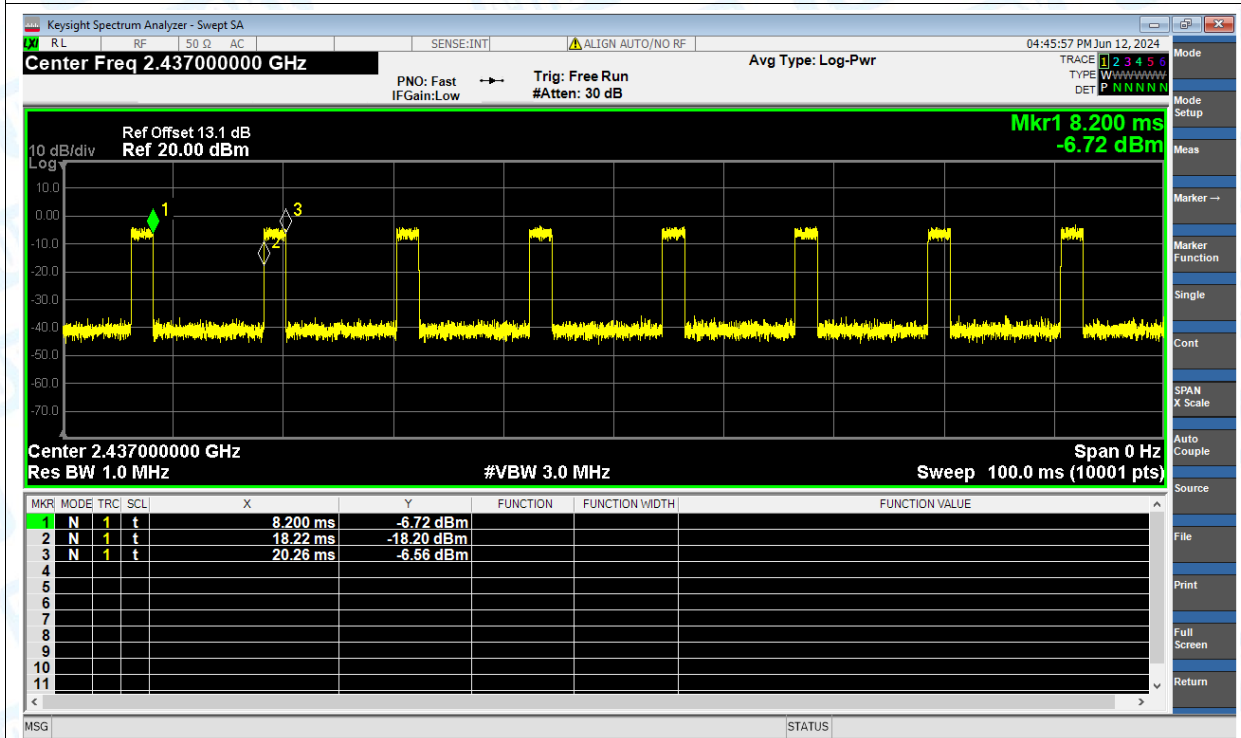 Keysight Spectrum Analyzer - Swept SA
LXI RL RF 50 Ω AC SENSE:INT ALIGN AUTO/NO RF 04:45:57 PM Jun 12, 2024
Center Freq 2.437000000 GHz
PNO: Fast
IFGain:Low
Trig: Free Run
#Atten: 30 dB
Avg Type: Log-Pwr
TRACE 1 2 3 4 5 6
TYPE WWWWWW
DET P N N N N N
Mkr1 8.200 ms
-6.72 dBm
Ref Offset 13.1 dB
10 dB/div Ref 20.00 dBm
Log
10.0
0.00
-10.0
-20.0
-30.0
-40.0
-50.0
-60.0
-70.0
1
2
3
Center 2.437000000 GHz Span 0 Hz
Res BW 1.0 MHz #VBW 3.0 MHz Sweep 100.0 ms (10001 pts)
MKR MODE TRC SCL X Y FUNCTION FUNCTION WIDTH FUNCTION VALUE
1 N 1 t 8.200 ms -6.72 dBm
2 N 1 t 18.22 ms -18.20 dBm
3 N 1 t 20.26 ms -6.56 dBm
4
5
6
7
8
9
10
11
MSG STATUS
Mode
Mode
Setup
Meas
Marker →
Marker
Function
Single
Cont
SPAN
X Scale
Auto
Couple
Source
File
Print
Full
Screen
Return